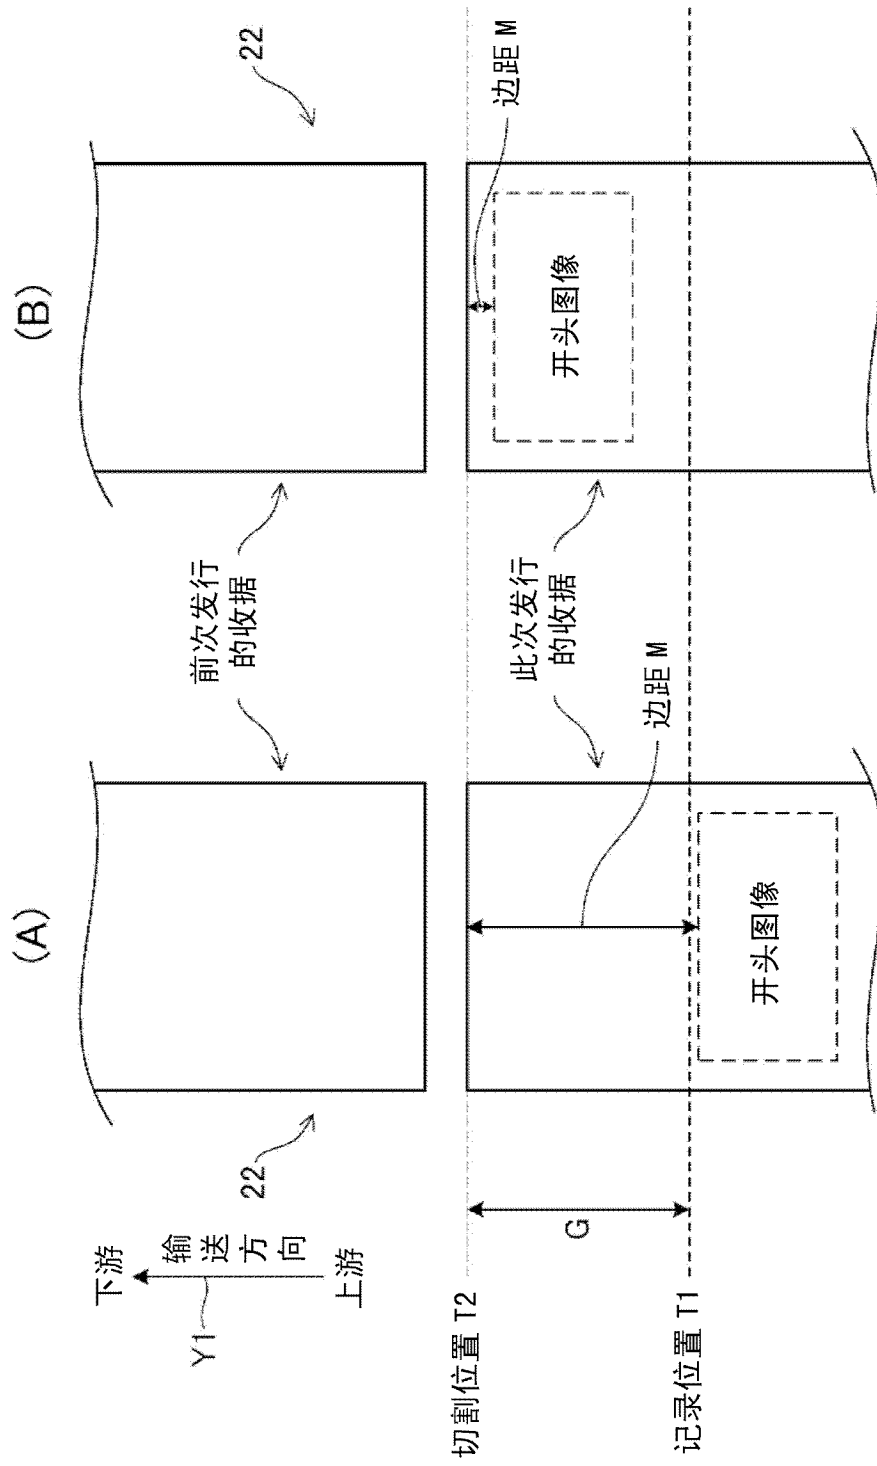 (A)
(B)
下游
输送方向
Y1
上游
22
22
前次发行
的收据
此次发行
的收据
边距 M
边距 M
开头图像
开头图像
G
切割位置 T2
记录位置 T1